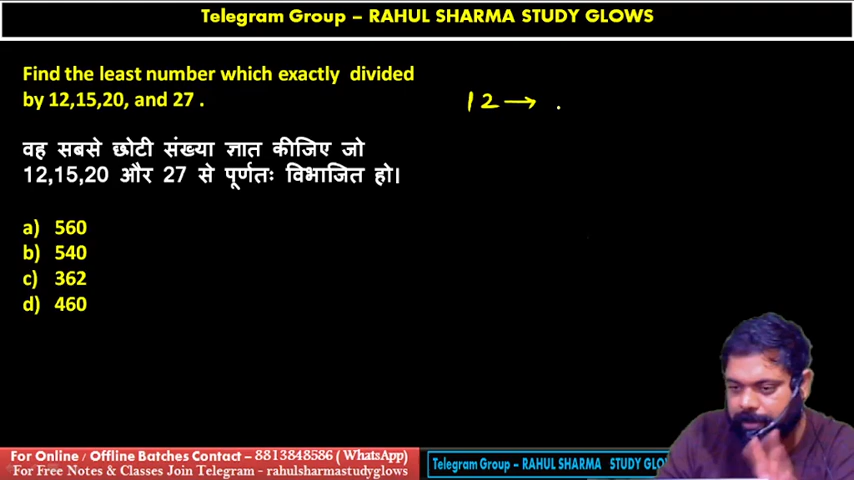 Telegram Group – RAHUL SHARMA STUDY GLOWS
Find the least number which exactly divided
by 12,15,20, and 27 .
12→ .
वह सबसे छोटी संख्या ज्ञात कीजिए जो
12,15,20 और 27 से पूर्णतः विभाजित हो।
a) 560
b) 540
c) 362
d) 460
For Online / Offline Batches Contact – 8813848586 ( WhatsApp)
For Free Notes & Classes Join Telegram - rahulsharmastudyglows
Telegram Group – RAHUL SHARMA STUDY GLO